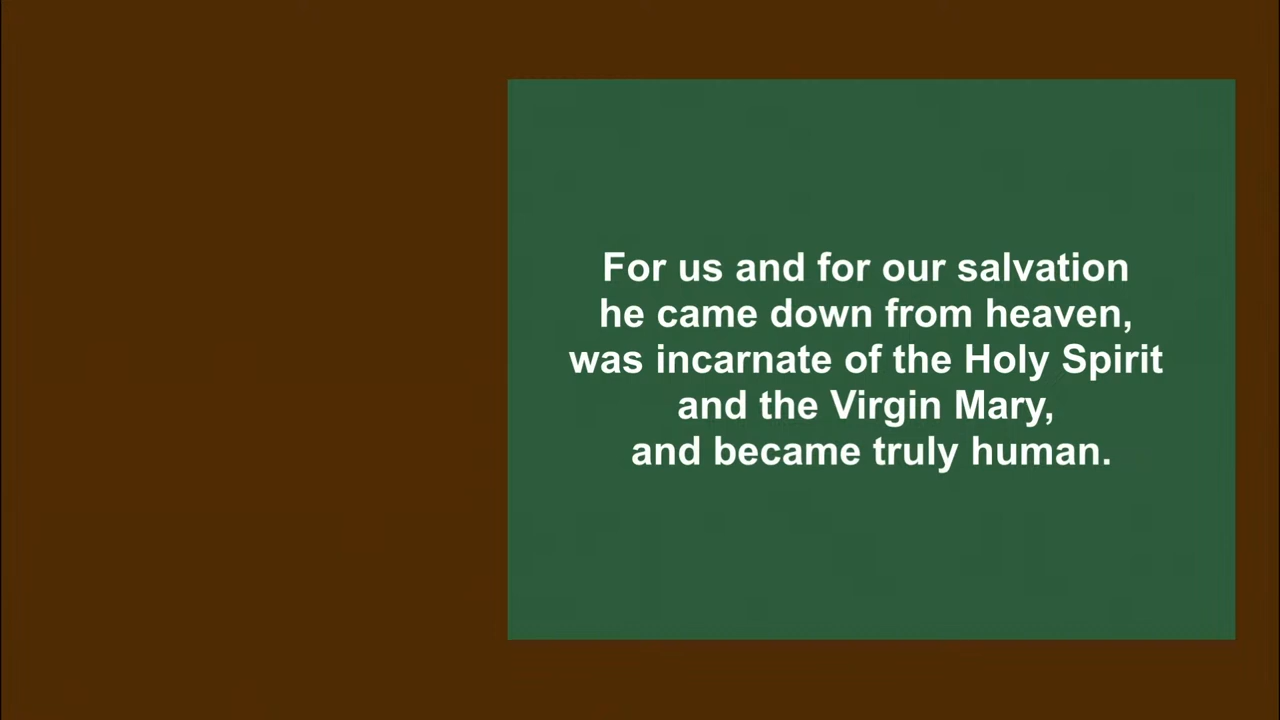 For us and for our salvation
he came down from heaven,
was incarnate of the Holy Spirit
and the Virgin Mary,
and became truly human.